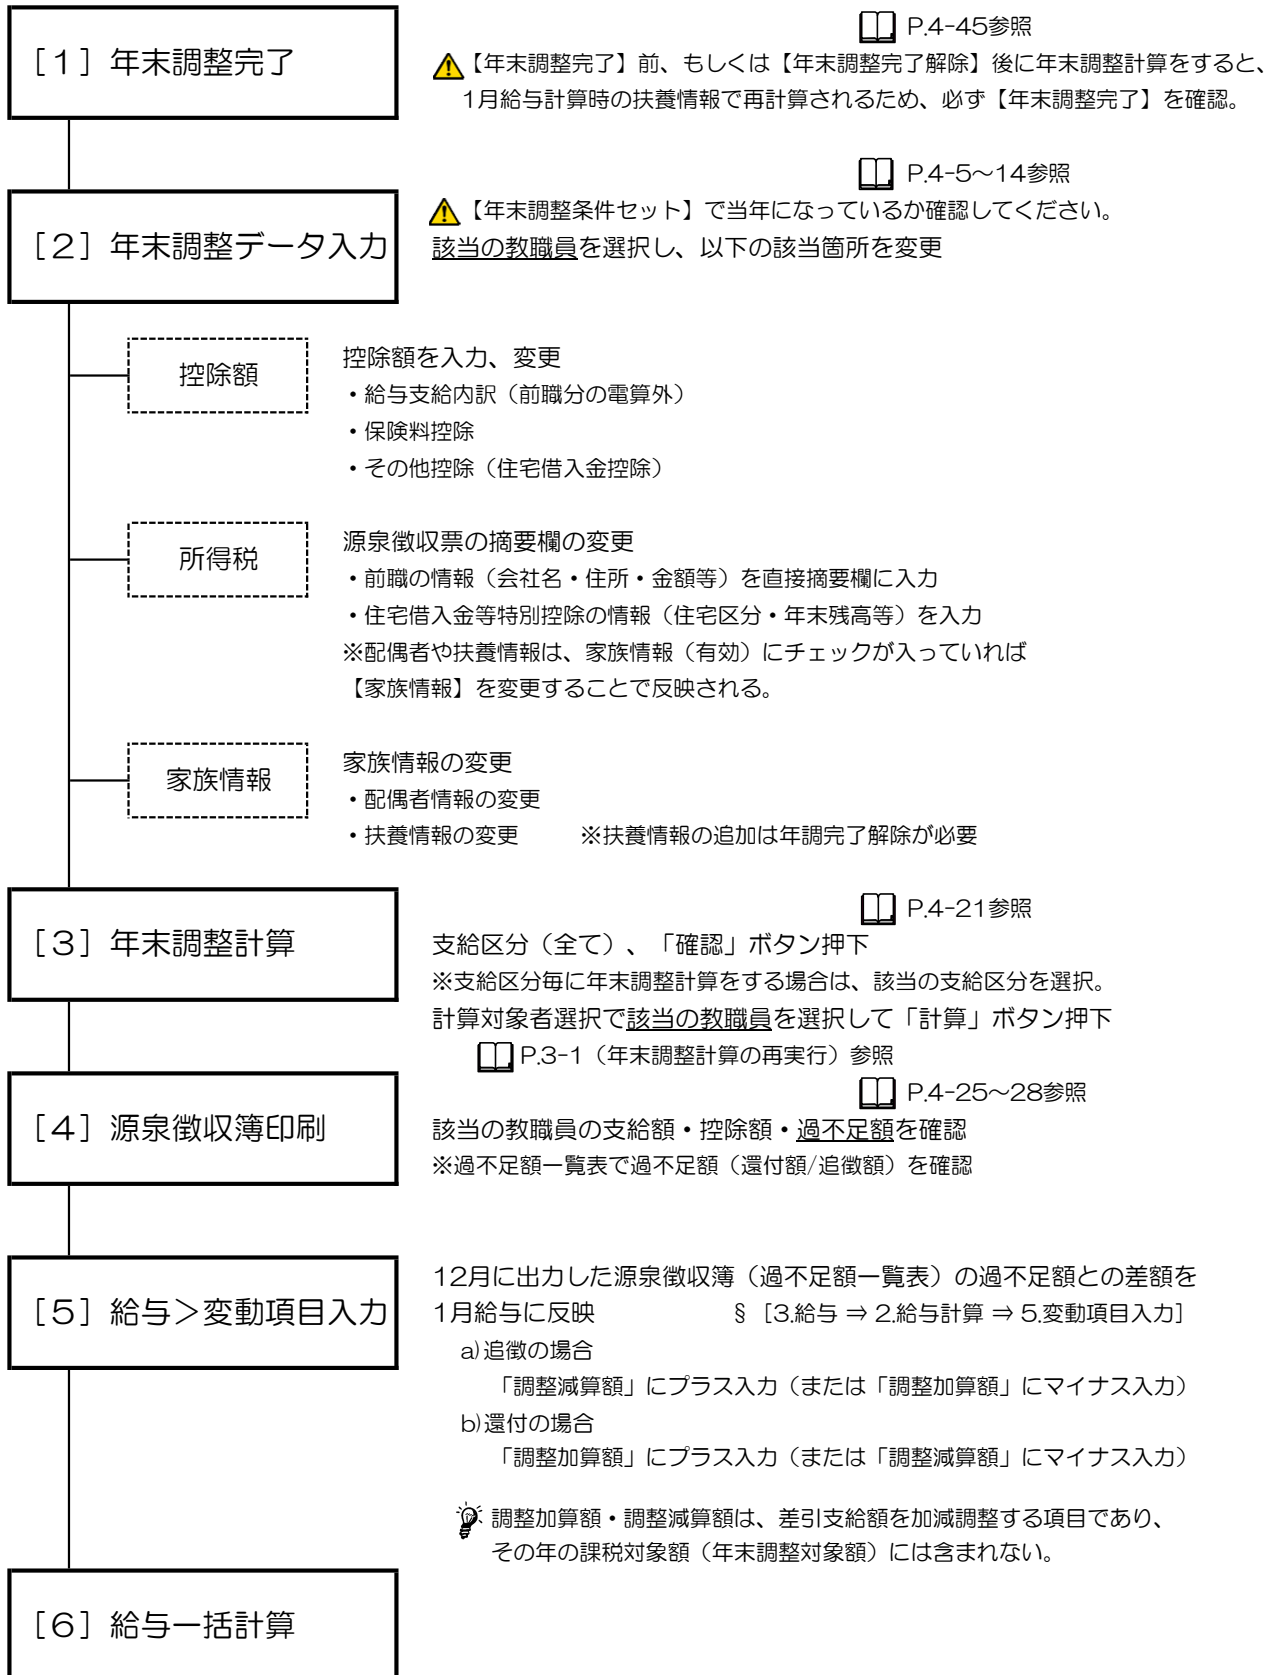 P.4-45参照
［１］年末調整完了
【年末調整完了】前、もしくは【年末調整完了解除】後に年末調整計算をすると、
1月給与計算時の扶養情報で再計算されるため、必ず【年末調整完了】を確認。
P.4-5～14参照
［２］年末調整データ入力
【年末調整条件セット】で当年になっているか確認してください。
該当の教職員を選択し、以下の該当箇所を変更
控除額
控除額を入力、変更
・給与支給内訳（前職分の電算外）
・保険料控除
・その他控除（住宅借入金控除）
所得税
源泉徴収票の摘要欄の変更
・前職の情報（会社名・住所・金額等）を直接摘要欄に入力
・住宅借入金等特別控除の情報（住宅区分・年末残高等）を入力
※配偶者や扶養情報は、家族情報（有効）にチェックが入っていれば
【家族情報】を変更することで反映される。
家族情報
家族情報の変更
・配偶者情報の変更
・扶養情報の変更　　※扶養情報の追加は年調完了解除が必要
P.4-21参照
［３］年末調整計算
支給区分（全て）、「確認」ボタン押下
※支給区分毎に年末調整計算をする場合は、該当の支給区分を選択。
計算対象者選択で該当の教職員を選択して「計算」ボタン押下
P.3-1（年末調整計算の再実行）参照
P.4-25～28参照
［４］源泉徴収簿印刷
該当の教職員の支給額・控除額・過不足額を確認
※過不足額一覧表で過不足額（還付額/追徴額）を確認
［５］給与＞変動項目入力
12月に出力した源泉徴収簿（過不足額一覧表）の過不足額との差額を
1月給与に反映　　§［3.給与 ⇒ 2.給与計算 ⇒ 5.変動項目入力］
a)追徴の場合
「調整減算額」にプラス入力（または「調整加算額」にマイナス入力）
b)還付の場合
「調整加算額」にプラス入力（または「調整減算額」にマイナス入力）
調整加算額・調整減算額は、差引支給額を加減調整する項目であり、
その年の課税対象額（年末調整対象額）には含まれない。
［６］給与一括計算